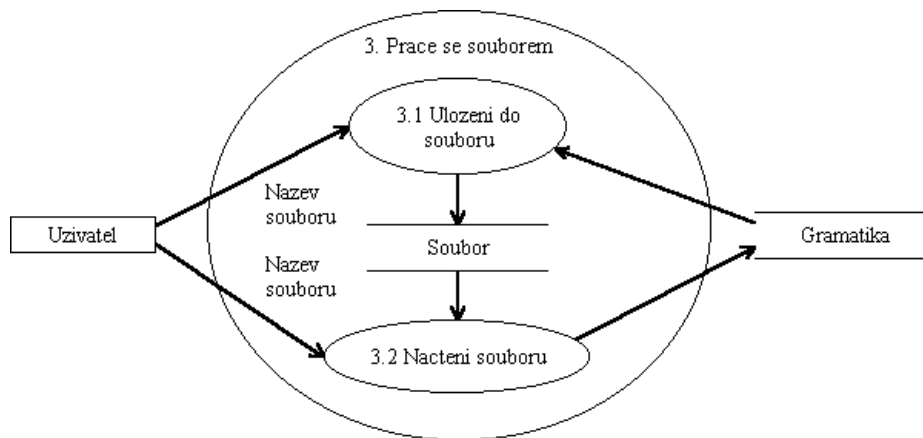 3. Prace se souborem
3.1 Ulozeni do
souboru
Nazev
souboru
Uzivatel
Soubor
Gramatika
Nazev
souboru
3.2 Nacteni souboru